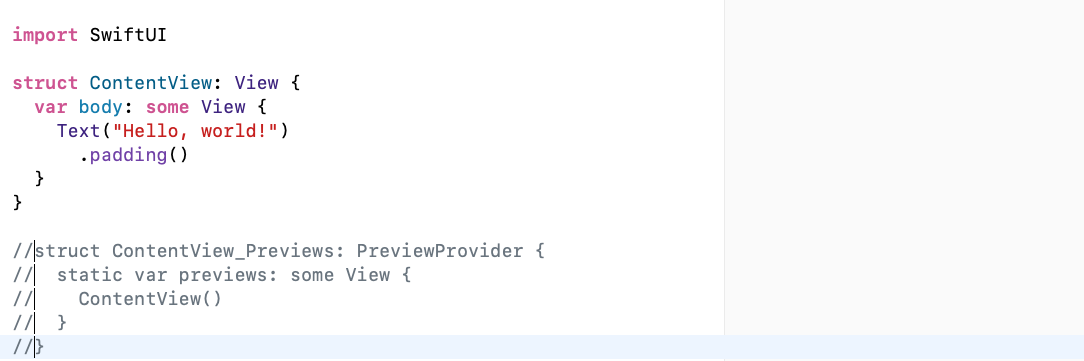 import SwiftUI
struct ContentView: View {
  var body: some View {
    Text("Hello, world!")
      .padding()
  }
}
//struct ContentView_Previews: PreviewProvider {
//  static var previews: some View {
//    ContentView()
//  }
//}